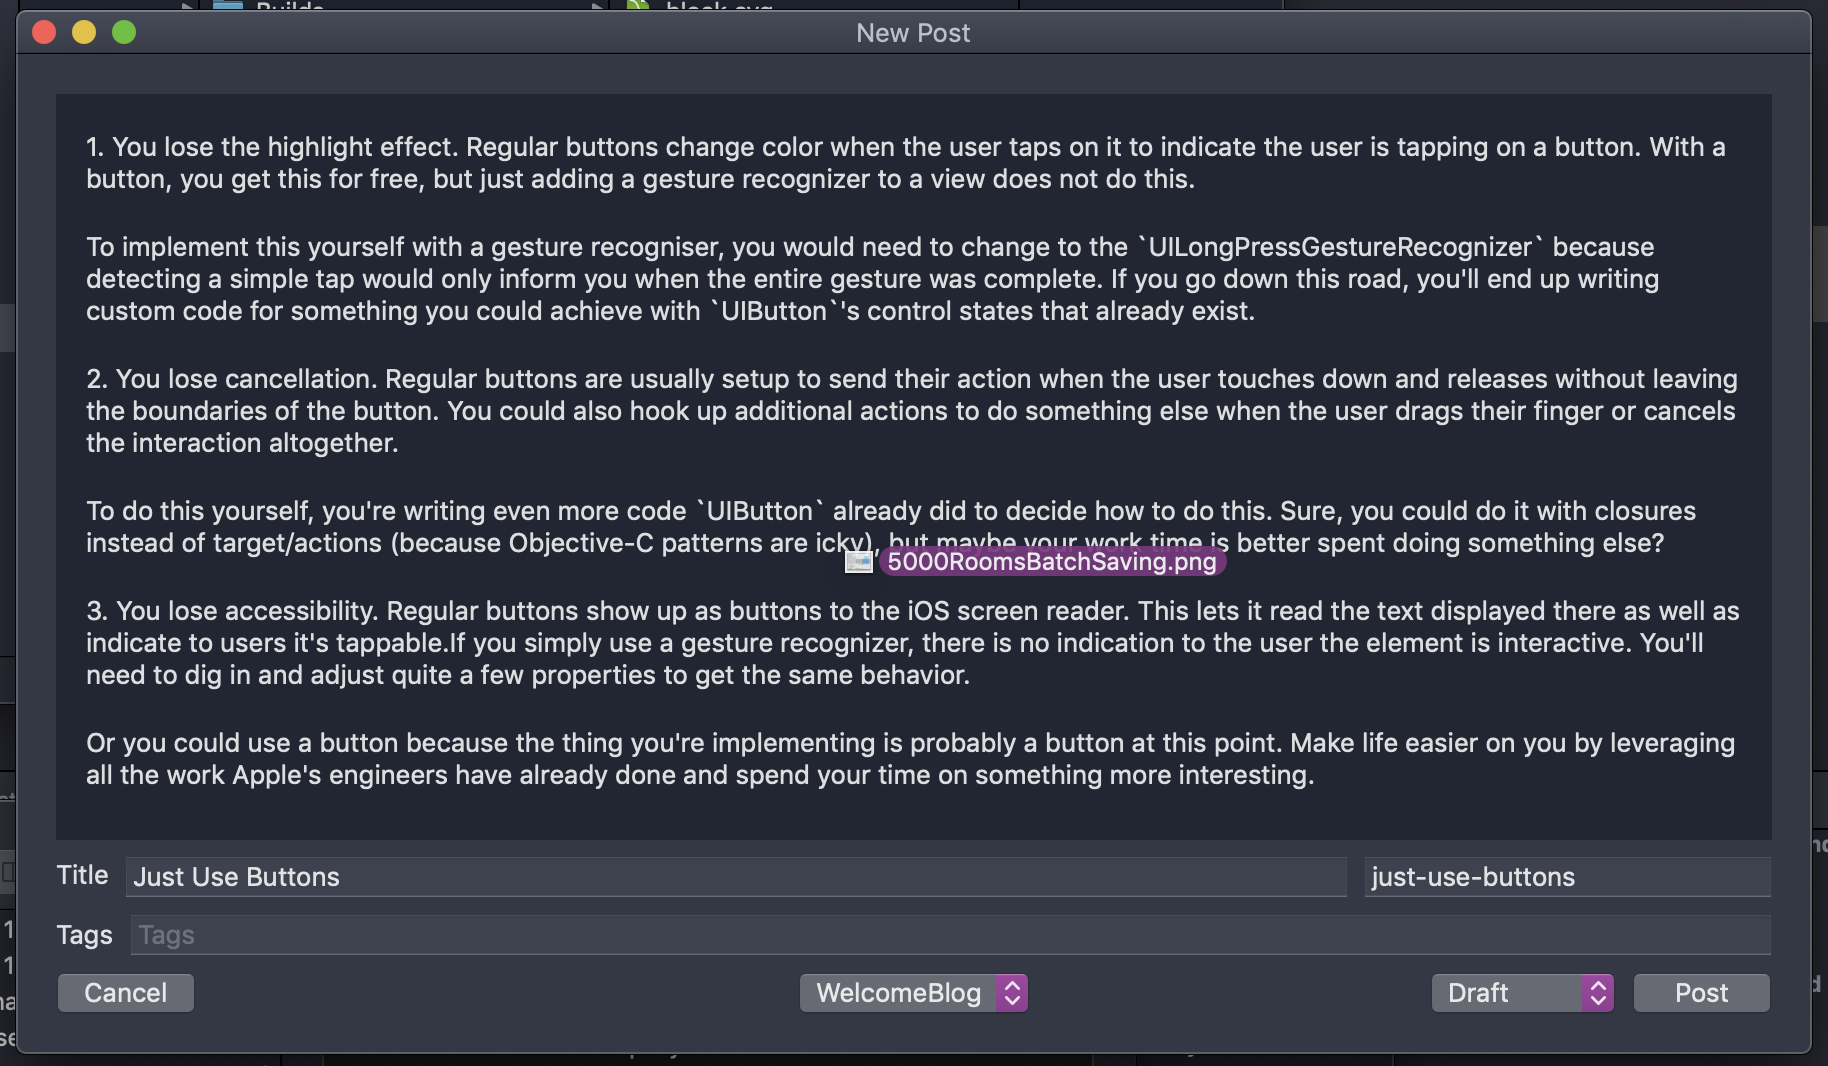 Builds
block.svg
New Post
1. You lose the highlight effect. Regular buttons change color when the user taps on it to indicate the user is tapping on a button. With a
button, you get this for free, but just adding a gesture recognizer to a view does not do this.
To implement this yourself with a gesture recogniser, you would need to change to the `UILongPressGestureRecognizer` because
detecting a simple tap would only inform you when the entire gesture was complete. If you go down this road, you'll end up writing
custom code for something you could achieve with `UIButton`'s control states that already exist.
2. You lose cancellation. Regular buttons are usually setup to send their action when the user touches down and releases without leaving
the boundaries of the button. You could also hook up additional actions to do something else when the user drags their finger or cancels
the interaction altogether.
To do this yourself, you're writing even more code `UIButton` already did to decide how to do this. Sure, you could do it with closures
instead of target/actions (because Objective-C patterns are icky), but maybe your work time is better spent doing something else?
5000RoomsBatchSaving.png
3. You lose accessibility. Regular buttons show up as buttons to the iOS screen reader. This lets it read the text displayed there as well as
indicate to users it's tappable.If you simply use a gesture recognizer, there is no indication to the user the element is interactive. You'll
need to dig in and adjust quite a few properties to get the same behavior.
Or you could use a button because the thing you're implementing is probably a button at this point. Make life easier on you by leveraging
all the work Apple's engineers have already done and spend your time on something more interesting.
Title Just Use Buttons just-use-buttons
Tags Tags
Cancel WelcomeBlog Draft Post